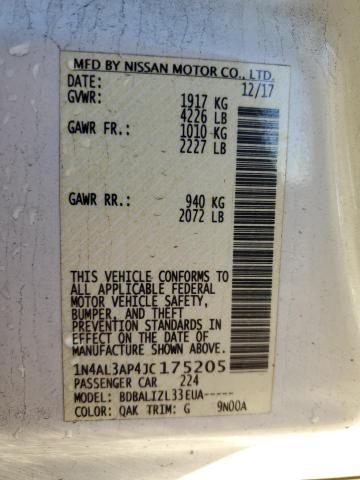 MFD BY NISSAN MOTOR CO., LTD.
DATE: 12/17
GVWR: 1917 KG
4226 LB
GAWR FR.: 1010 KG
2227 LB
GAWR RR.: 940 KG
2072 LB
THIS VEHICLE CONFORMS TO
ALL APPLICABLE FEDERAL
MOTOR VEHICLE SAFETY,
BUMPER, AND THEFT
PREVENTION STANDARDS IN
EFFECT ON THE DATE OF
MANUFACTURE SHOWN ABOVE.
1N4AL3AP4JC175205
PASSENGER CAR 224
MODEL: BDBALIZL33EUA-----
COLOR: QAK TRIM: G 9N00A